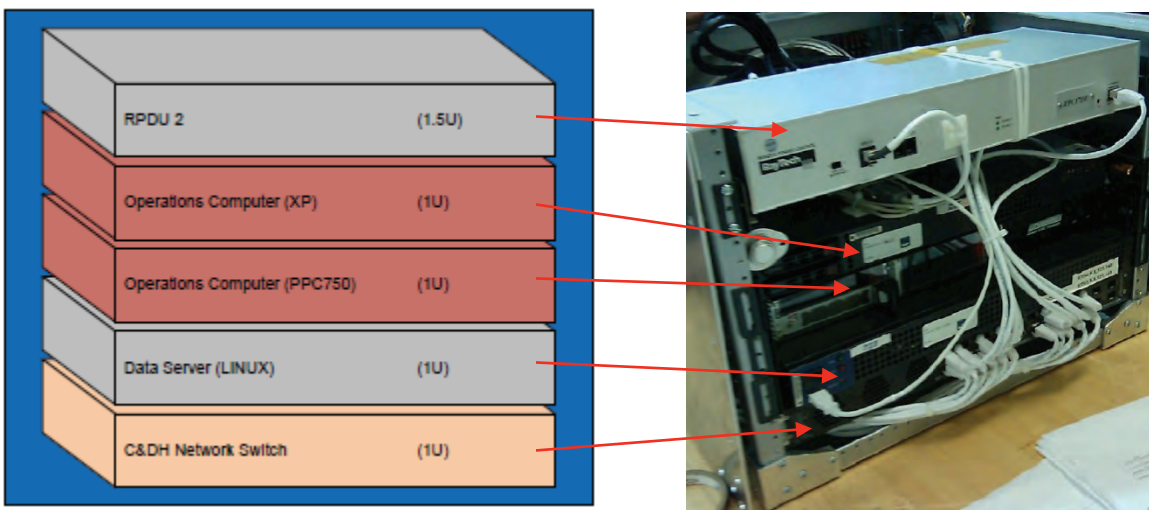 RPDU 2 (1.5U)
Operations Computer (XP) (1U)
Operations Computer (PPC750) (1U)
Data Server (LINUX) (1U)
C&DH Network Switch (1U)
BayTech